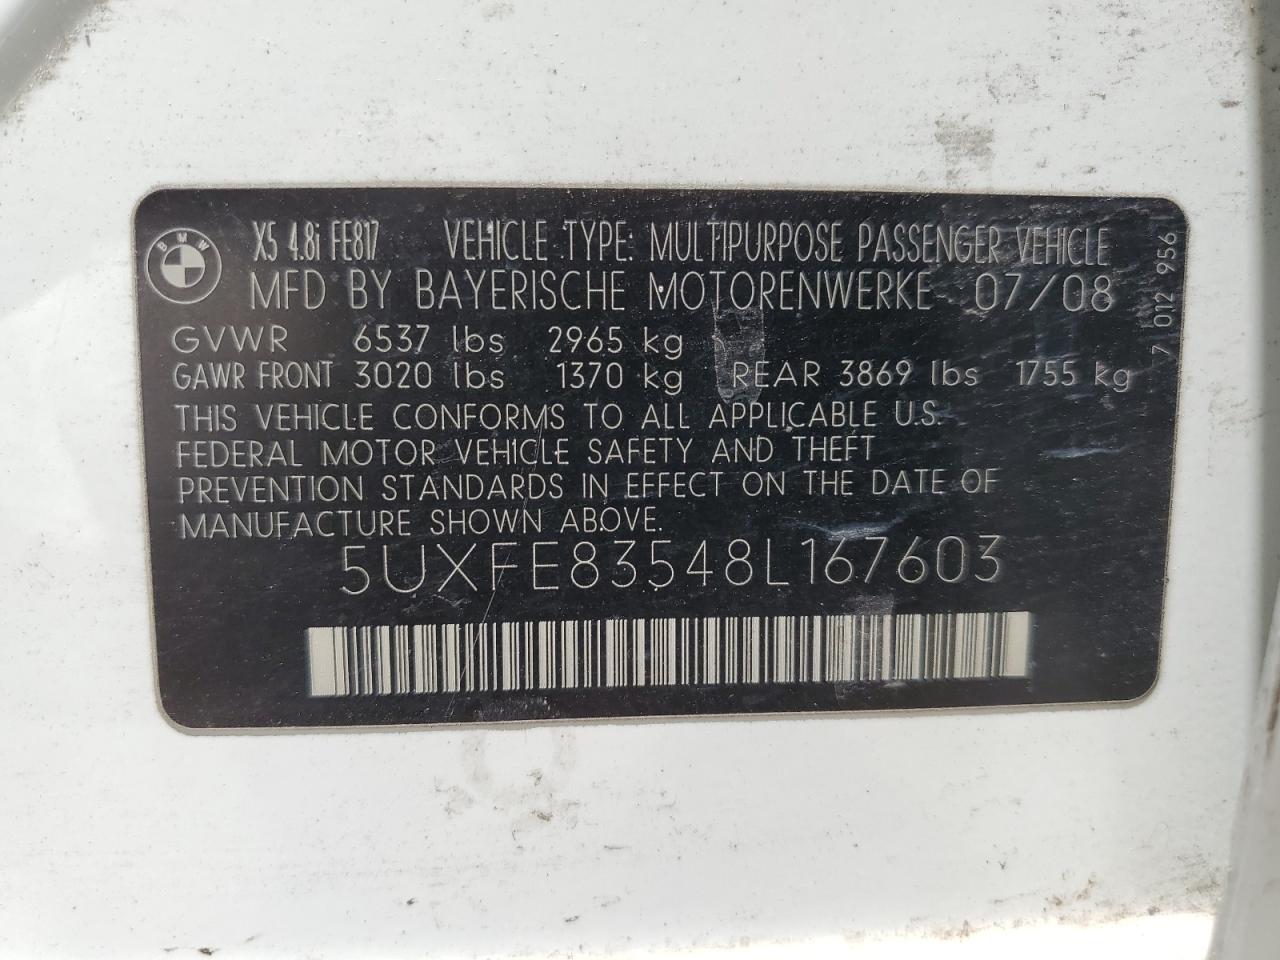 BMW
X5 4.8i FE817 VEHICLE TYPE: MULTIPURPOSE PASSENGER VEHICLE
MFD BY BAYERISCHE MOTORENWERKE 07/08
GVWR 6537 lbs 2965 kg
GAWR FRONT 3020 lbs 1370 kg REAR 3869 lbs 1755 kg
THIS VEHICLE CONFORMS TO ALL APPLICABLE U.S.
FEDERAL MOTOR VEHICLE SAFETY AND THEFT
PREVENTION STANDARDS IN EFFECT ON THE DATE OF
MANUFACTURE SHOWN ABOVE.
5UXFE83548L167603
7 012 956